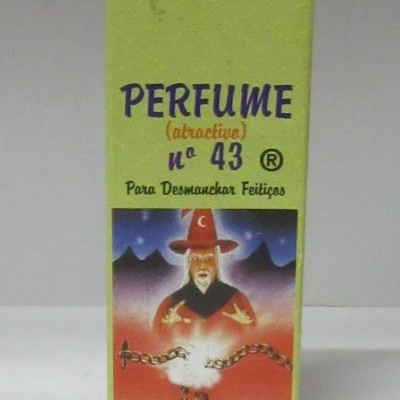 PERFUME
(atractivo)
nº 43 ®
Para Desmanchar Feitiços